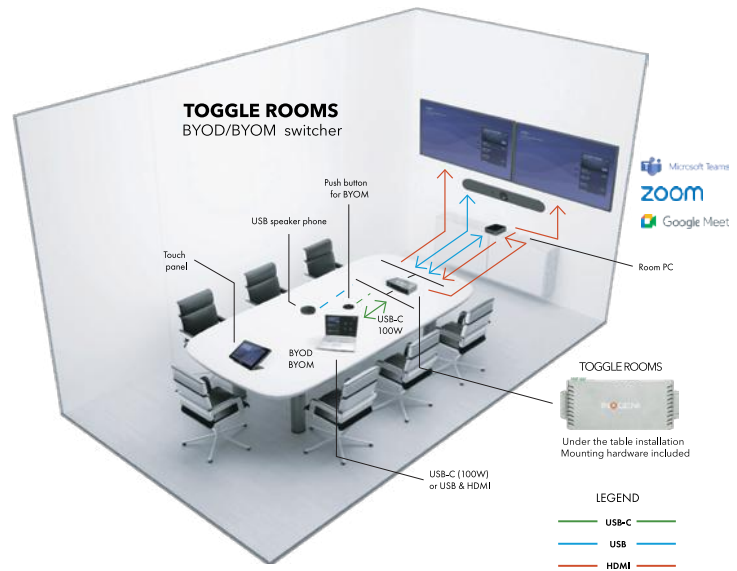 TOGGLE ROOMS
BYOD/BYOM switcher
Push button
for BYOM
USB speaker phone
Touch
panel
Microsoft Teams
zoom
Google Meet
Room PC
USB-C
100W
BYOD
BYOM
TOGGLE ROOMS
Under the table installation
Mounting hardware included
USB-C (100W)
or USB & HDMI
LEGEND
USB-C
USB
HDMI